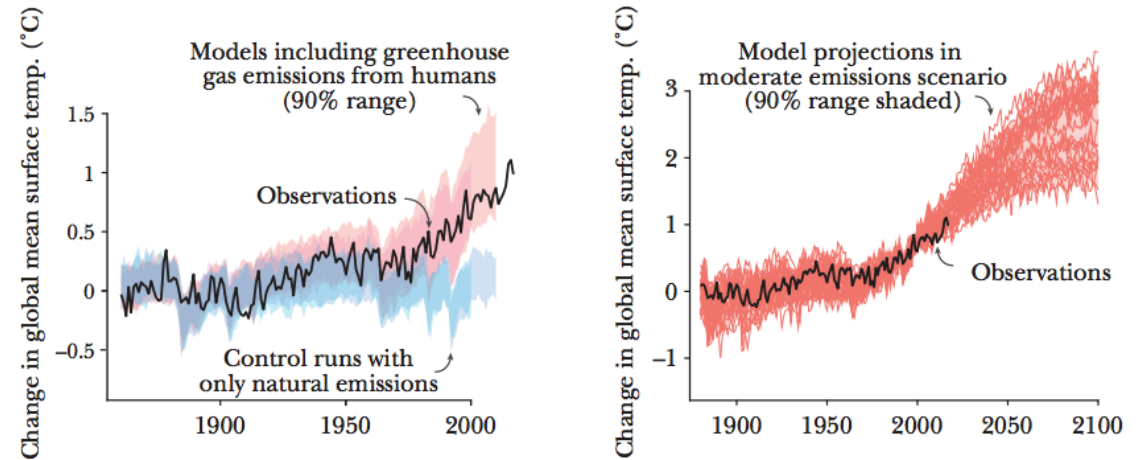 Change in global mean surface temp. (˚C)
Models including greenhouse
gas emissions from humans
(90% range)
1.5
1
0.5
0
−0.5
Observations
Control runs with
only natural emissions
1900
1950
2000
Change in global mean surface temp. (˚C)
Model projections in
moderate emissions scenario
(90% range shaded)
3
2
1
0
−1
Observations
1900
1950
2000
2050
2100